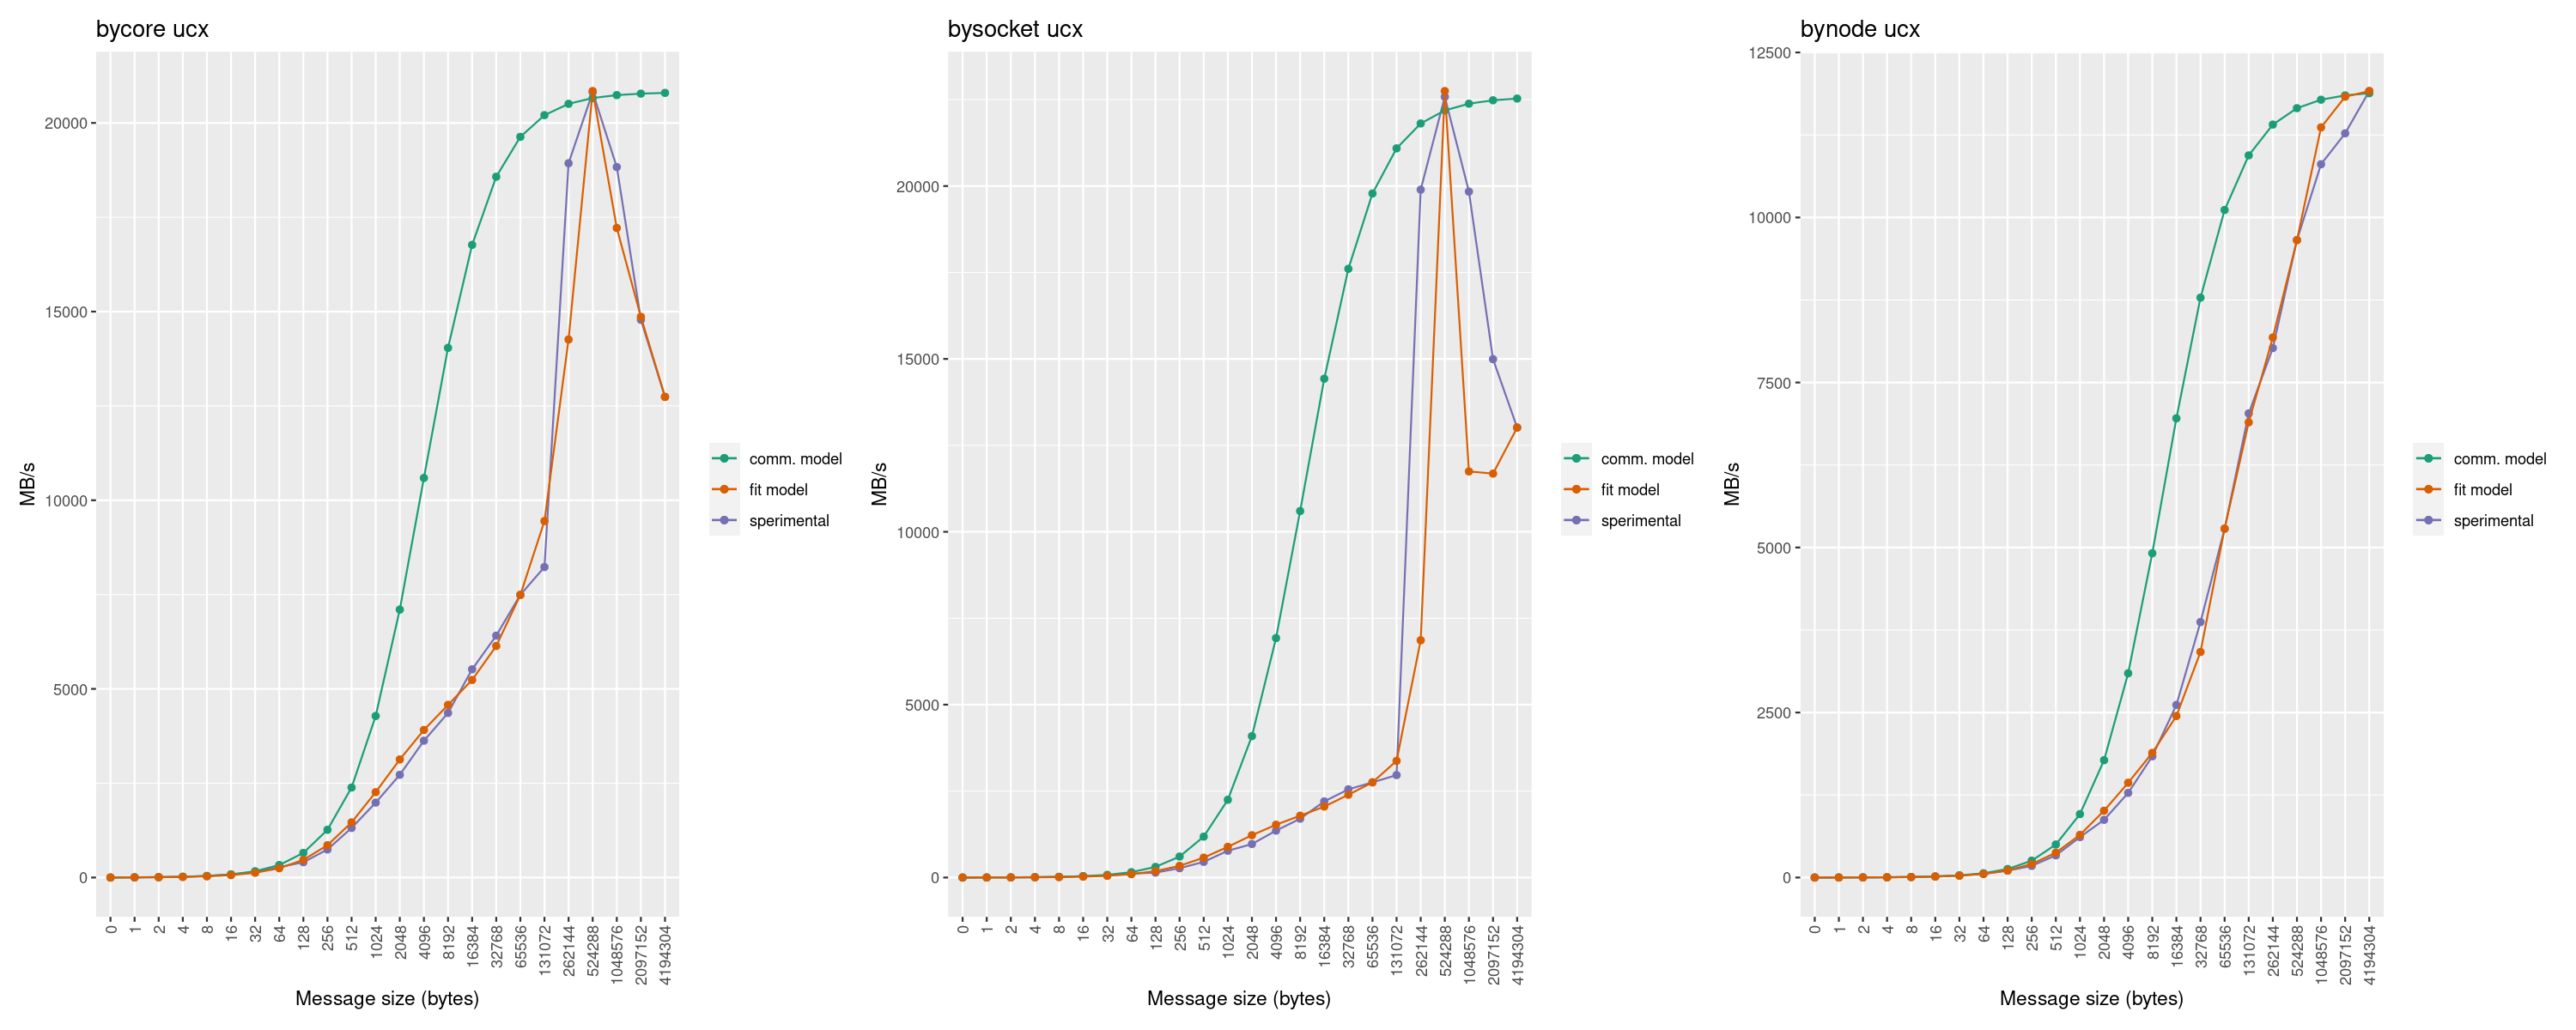 bycore ucx
20000
15000
10000
5000
0
MB/s
0 1 2 4 8 16 32 64 128 256 512 1024 2048 4096 8192 16384 32768 65536 131072 262144 524288 1048576 2097152 4194304
Message size (bytes)
comm. model
fit model
sperimental
bysocket ucx
20000
15000
10000
5000
0
MB/s
0 1 2 4 8 16 32 64 128 256 512 1024 2048 4096 8192 16384 32768 65536 131072 262144 524288 1048576 2097152 4194304
Message size (bytes)
comm. model
fit model
sperimental
bynode ucx
12500
10000
7500
5000
2500
0
MB/s
0 1 2 4 8 16 32 64 128 256 512 1024 2048 4096 8192 16384 32768 65536 131072 262144 524288 1048576 2097152 4194304
Message size (bytes)
comm. model
fit model
sperimental